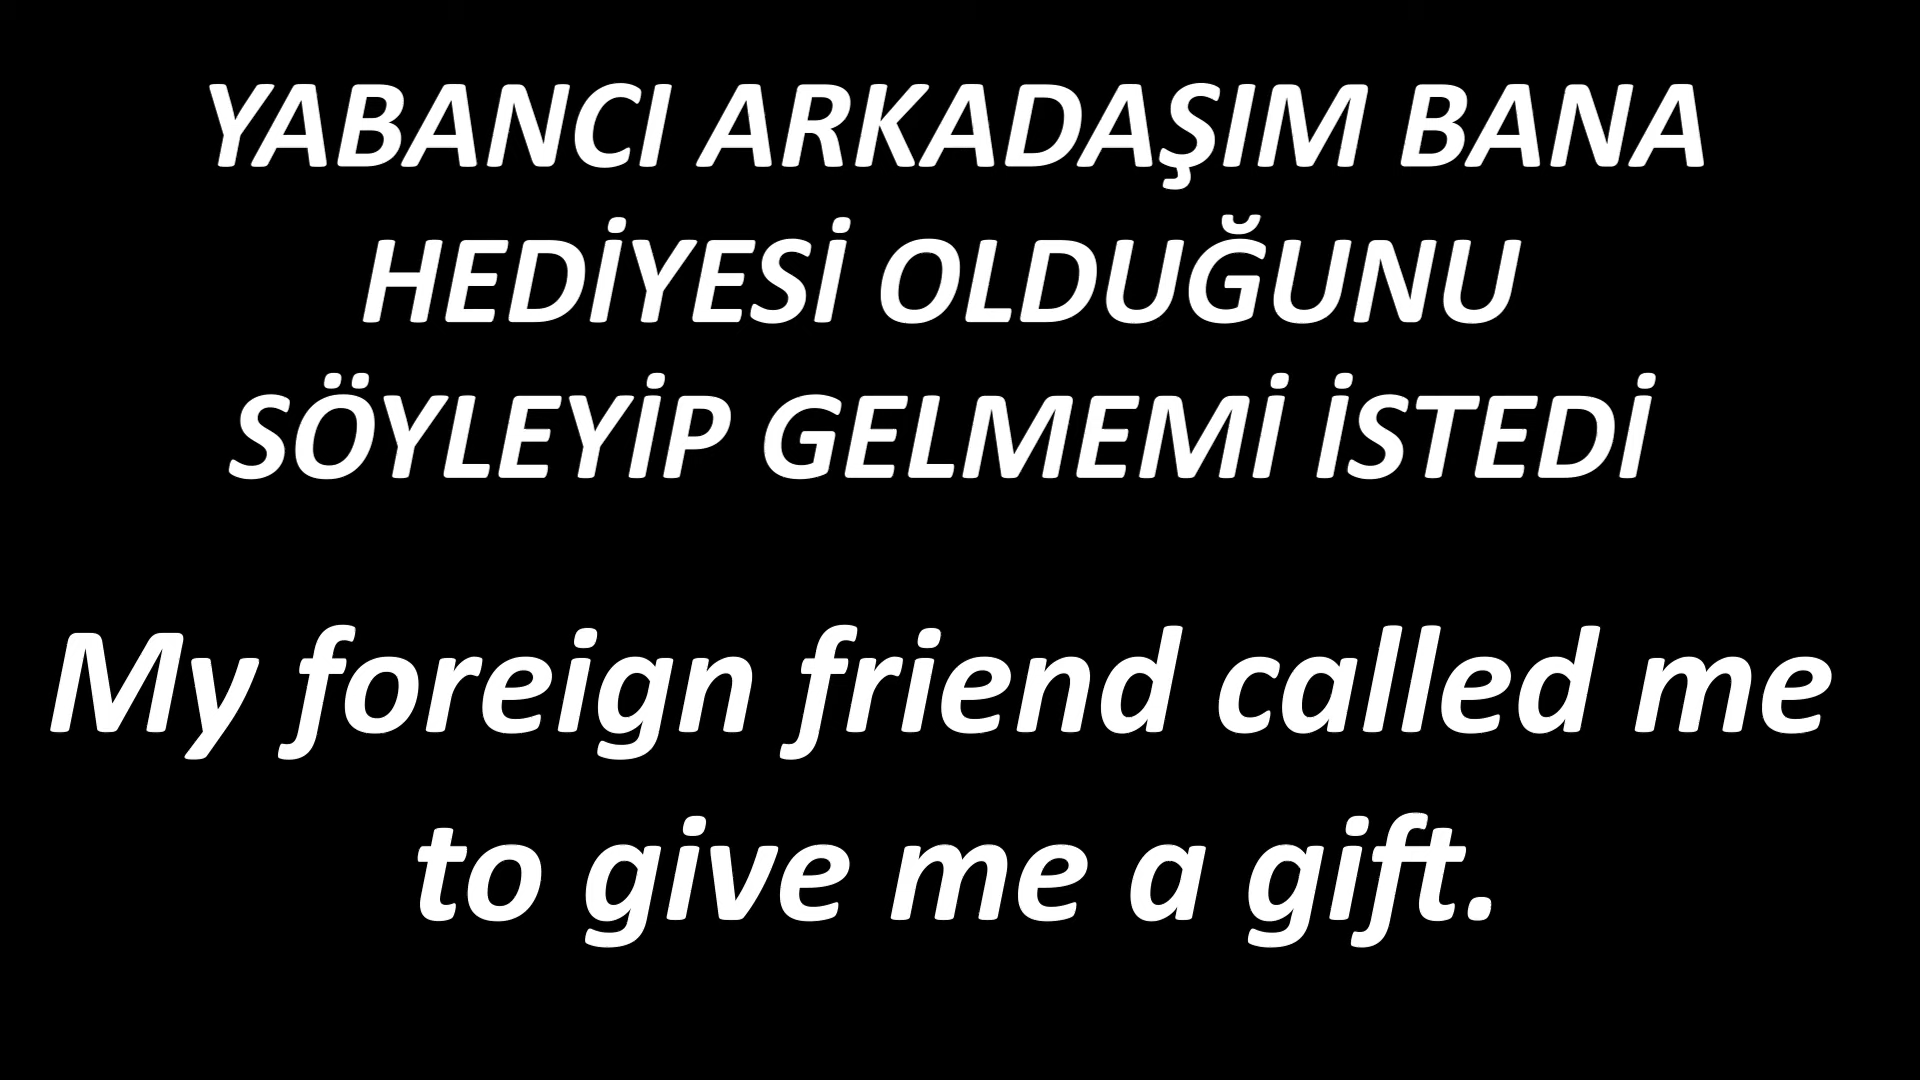 YABANCI ARKADAŞIM BANA
HEDİYESİ OLDUĞUNU
SÖYLEYİP GELMEMİ İSTEDİ
My foreign friend called me
to give me a gift.